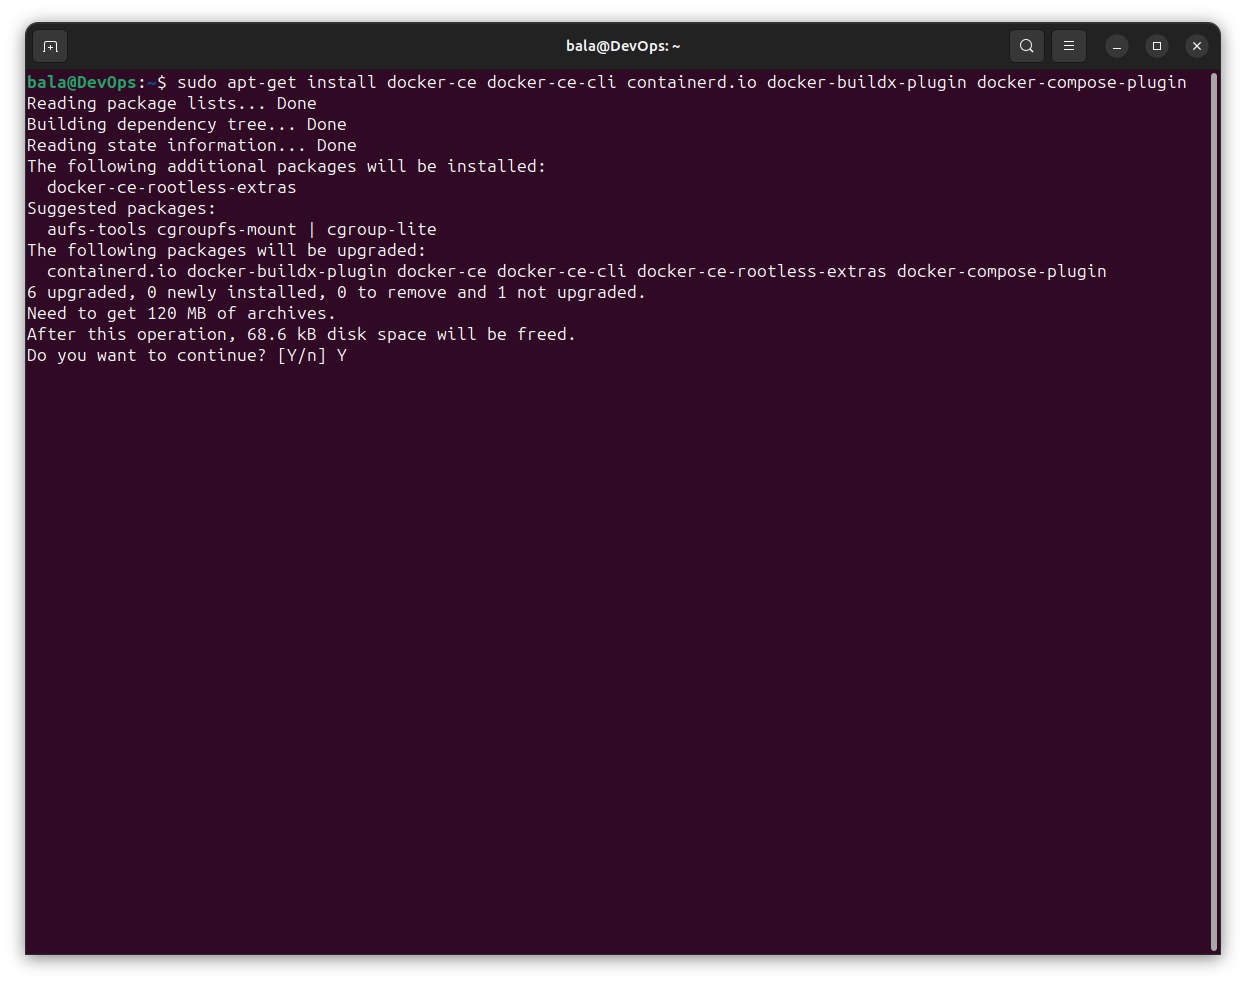 bala@DevOps: ~
bala@DevOps:~$ sudo apt-get install docker-ce docker-ce-cli containerd.io docker-buildx-plugin docker-compose-plugin
Reading package lists... Done
Building dependency tree... Done
Reading state information... Done
The following additional packages will be installed:
  docker-ce-rootless-extras
Suggested packages:
  aufs-tools cgroupfs-mount | cgroup-lite
The following packages will be upgraded:
  containerd.io docker-buildx-plugin docker-ce docker-ce-cli docker-ce-rootless-extras docker-compose-plugin
6 upgraded, 0 newly installed, 0 to remove and 1 not upgraded.
Need to get 120 MB of archives.
After this operation, 68.6 kB disk space will be freed.
Do you want to continue? [Y/n] Y